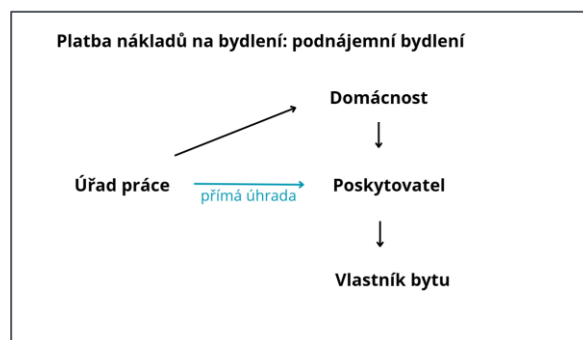 Platba nákladů na bydlení: podnájemní bydlení
Domácnost
Úřad práce
přímá úhrada
Poskytovatel
Vlastník bytu